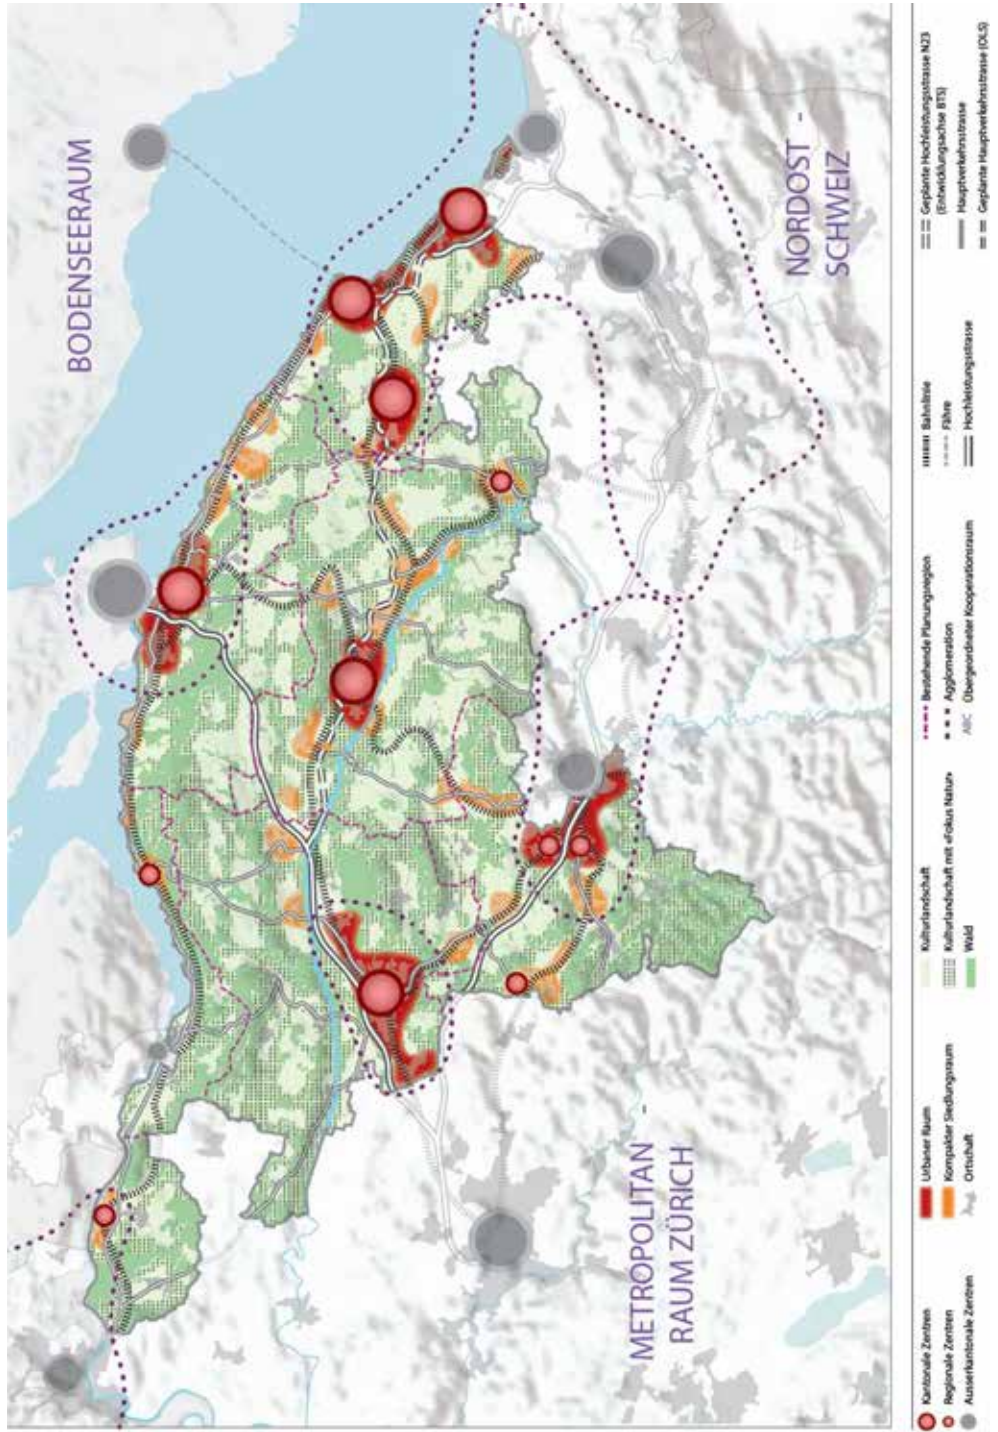 BODENSEERAUM
NORDOST –
SCHWEIZ
METROPOLITAN –
RAUM ZÜRICH
Kantonale Zentren
Regionale Zentren
Ausserkantonale Zentren
Urbaner Raum
Kompakter Siedlungsraum
Ortschaft
Kulturlandschaft
Kulturlandschaft mit «Fokus Natur»
Wald
Bestehende Planungsregion
Agglomeration
ABC Übergeordneter Kooperationsraum
Bahnlinie
Fähre
Hochleistungsstrasse
Geplante Hochleistungsstrasse N23
(Entwicklungsachse BTS)
Hauptverkehrsstrasse
Geplante Hauptverkehrsstrasse (OLS)